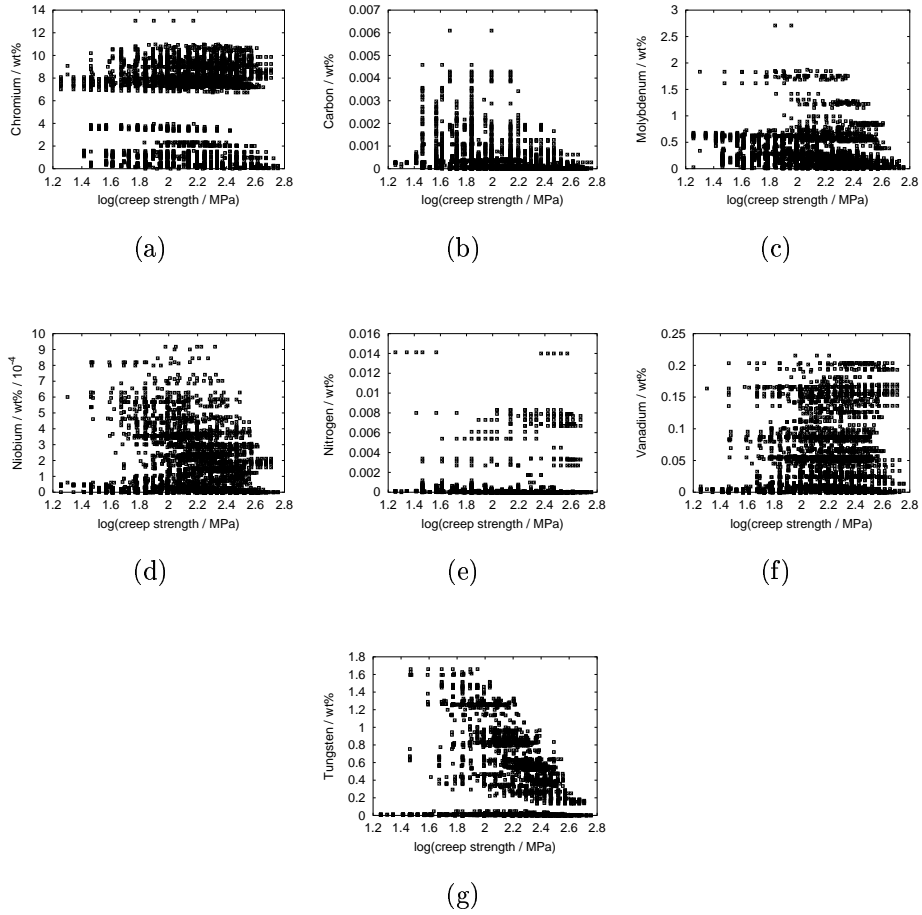 Chromium / wt%
14
12
10
8
6
4
2
0
1.2 1.4 1.6 1.8 2 2.2 2.4 2.6 2.8
log(creep strength / MPa)
(a)
Carbon / wt%
0.007
0.006
0.005
0.004
0.003
0.002
0.001
0
1.2 1.4 1.6 1.8 2 2.2 2.4 2.6 2.8
log(creep strength / MPa)
(b)
Molybdenum / wt%
3
2.5
2
1.5
1
0.5
0
1.2 1.4 1.6 1.8 2 2.2 2.4 2.6 2.8
log(creep strength / MPa)
(c)
Niobium / wt% / 10-4
10
9
8
7
6
5
4
3
2
1
0
1.2 1.4 1.6 1.8 2 2.2 2.4 2.6 2.8
log(creep strength / MPa)
(d)
Nitrogen / wt%
0.016
0.014
0.012
0.01
0.008
0.006
0.004
0.002
0
1.2 1.4 1.6 1.8 2 2.2 2.4 2.6 2.8
log(creep strength / MPa)
(e)
Vanadium / wt%
0.25
0.2
0.15
0.1
0.05
0
1.2 1.4 1.6 1.8 2 2.2 2.4 2.6 2.8
log(creep strength / MPa)
(f)
Tungsten / wt%
1.8
1.6
1.4
1.2
1
0.8
0.6
0.4
0.2
0
1.2 1.4 1.6 1.8 2 2.2 2.4 2.6 2.8
log(creep strength / MPa)
(g)